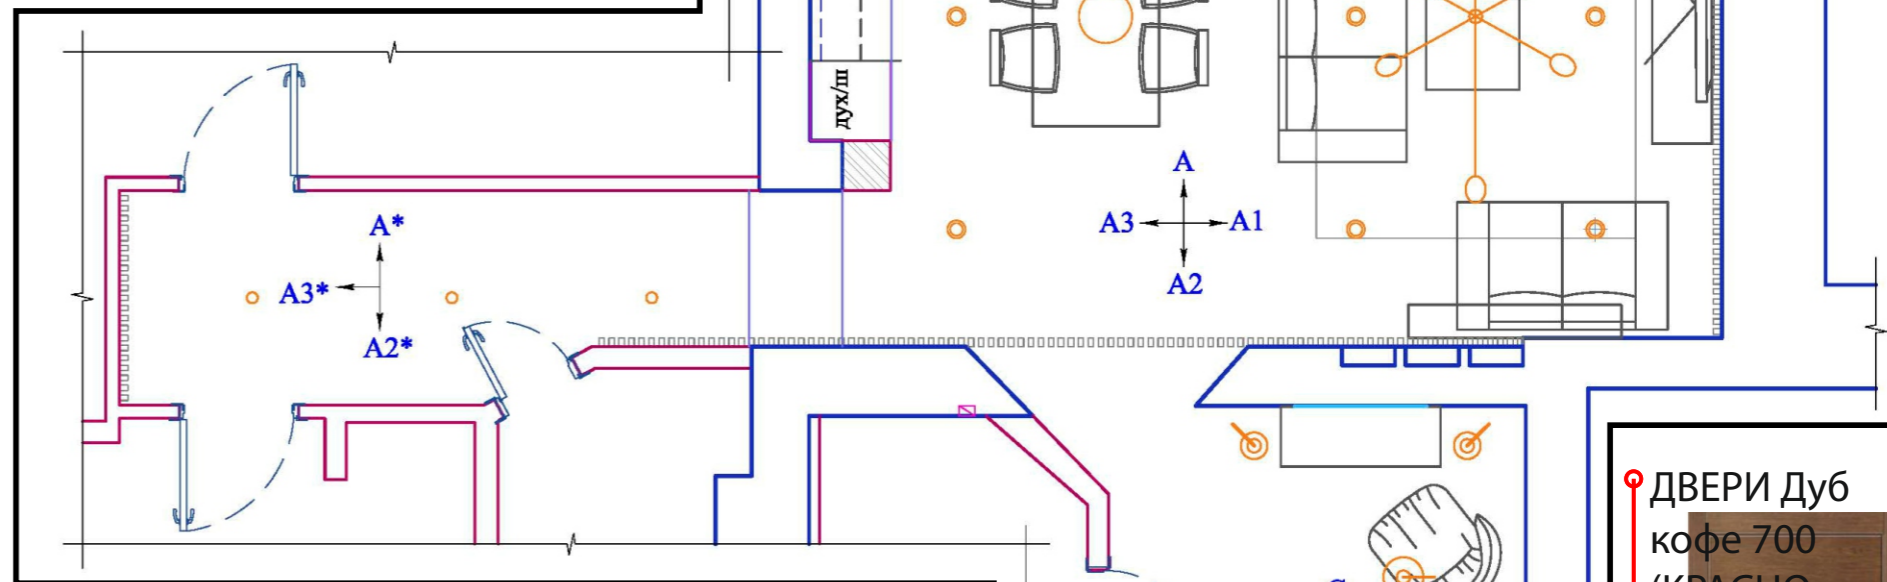 дух/ш
A
A3
A1
A2
A*
A3*
A2*
ДВЕРИ Дуб
кофе 700